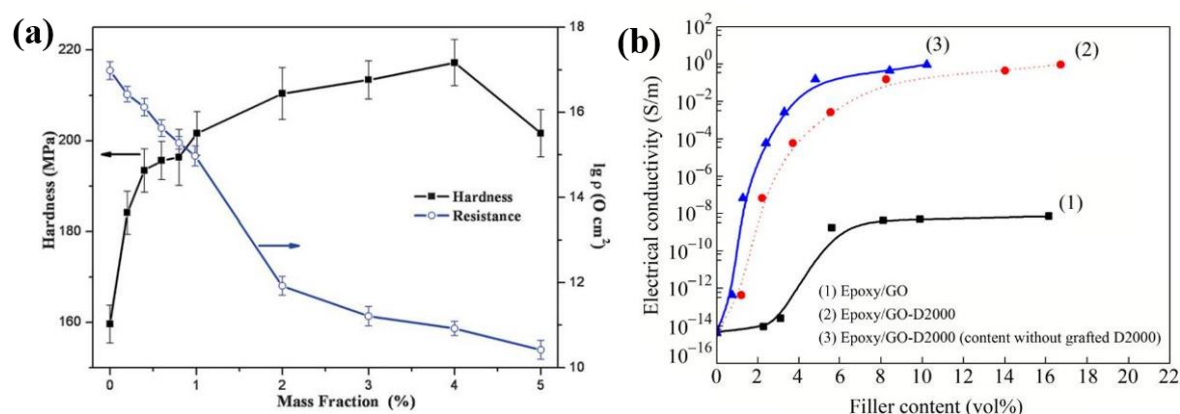 (a)
220
200
180
160
Hardness (MPa)
18
16
14
12
10
lg ρ (O cm²)
Hardness
Resistance
0
1
2
3
4
5
Mass Fraction (%)
(b)
10²
10⁰
10⁻²
10⁻⁴
10⁻⁶
10⁻⁸
10⁻¹⁰
10⁻¹²
10⁻¹⁴
10⁻¹⁶
Electrical conductivity (S/m)
(3)
(2)
(1)
(1) Epoxy/GO
(2) Epoxy/GO-D2000
(3) Epoxy/GO-D2000 (content without grafted D2000)
0 2 4 6 8 10 12 14 16 18 20 22
Filler content (vol%)